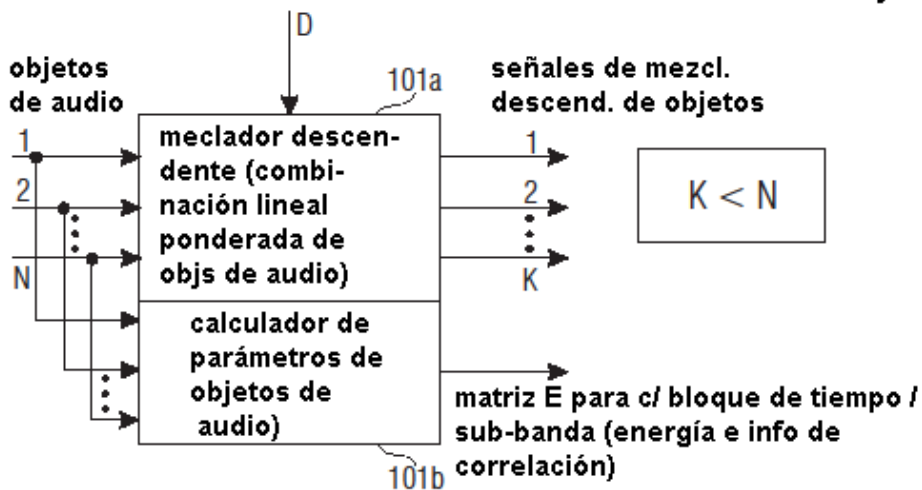 D
objetos
de audio
101a
señales de mezcl.
descend. de objetos
1
2
N
meclador descen-
dente (combi-
nación lineal
ponderada de
objs de audio)
1
2
K
K < N
calculador de
parámetros de
objetos de
audio)
matriz E para c/ bloque de tiempo /
sub-banda (energía e info de
correlación)
101b